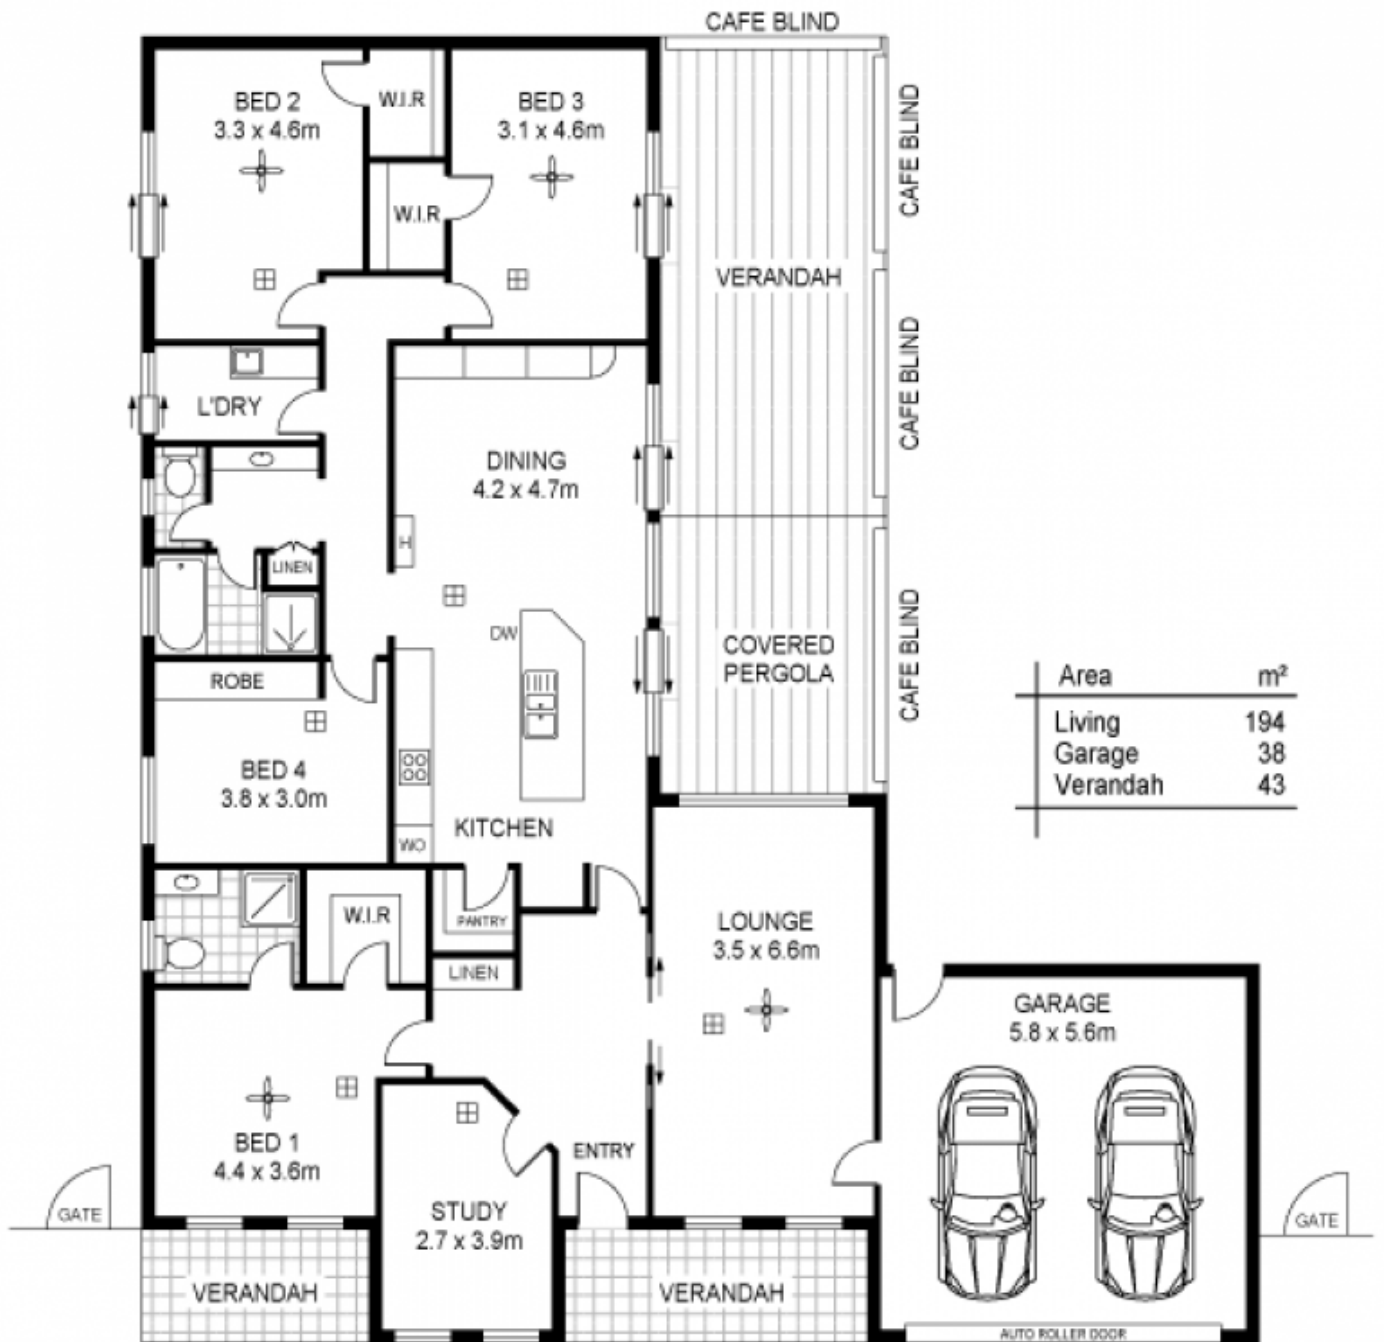 CAFE BLIND
BED 2
3.3 x 4.6m
W.I.R
BED 3
3.1 x 4.6m
W.I.R
CAFE BLIND
VERANDAH
CAFE BLIND
L'DRY
DINING
4.2 x 4.7m
H
LINEN
DW
COVERED
PERGOLA
CAFE BLIND
ROBE
BED 4
3.8 x 3.0m
KITCHEN
WO
Area m²
Living 194
Garage 38
Verandah 43
W.I.R
PANTRY
LINEN
LOUNGE
3.5 x 6.6m
GARAGE
5.8 x 5.6m
BED 1
4.4 x 3.6m
ENTRY
STUDY
2.7 x 3.9m
GATE
GATE
VERANDAH
VERANDAH
AUTO ROLLER DOOR